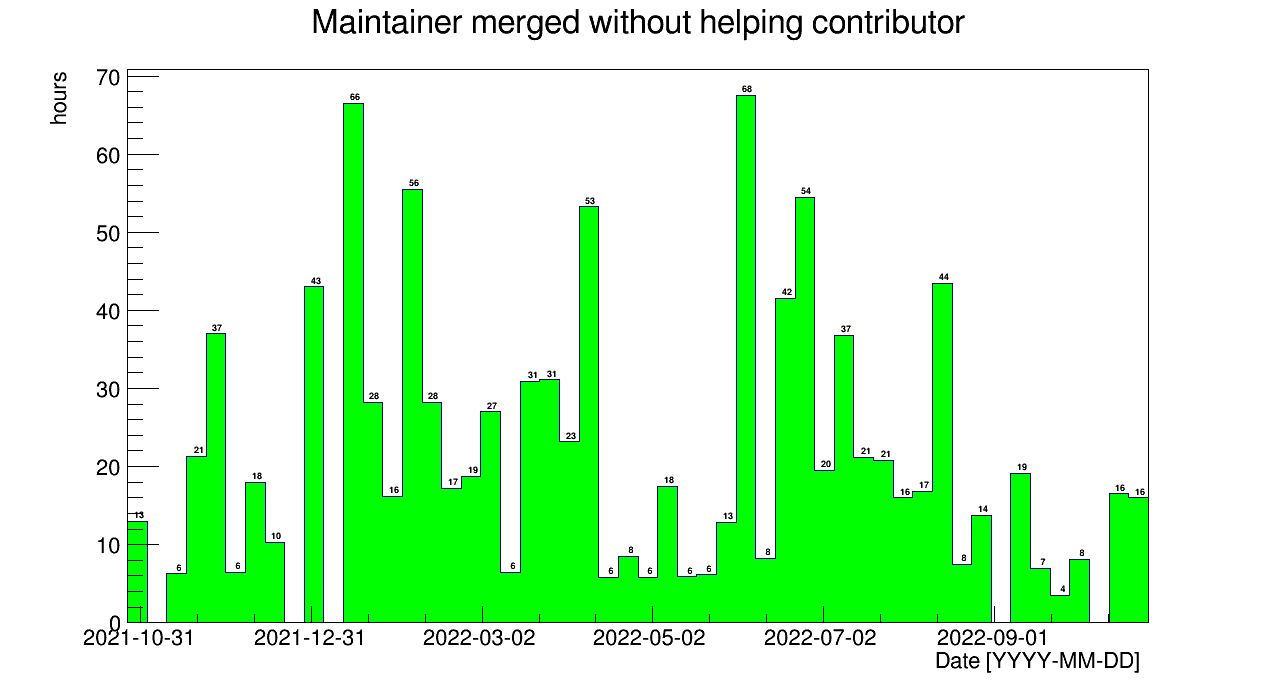 Maintainer merged without helping contributor
hours
70
60
50
40
30
20
10
0
13 6 21 37 6 18 10 43 66 28 16 56 28 17 19 27 6 31 31 23 53 6 8 6 18 6 6 13 68 8 42 54 20 37 21 21 16 17 44 8 14 19 7 4 8 16 16
2021-10-31 2021-12-31 2022-03-02 2022-05-02 2022-07-02 2022-09-01
Date [YYYY-MM-DD]